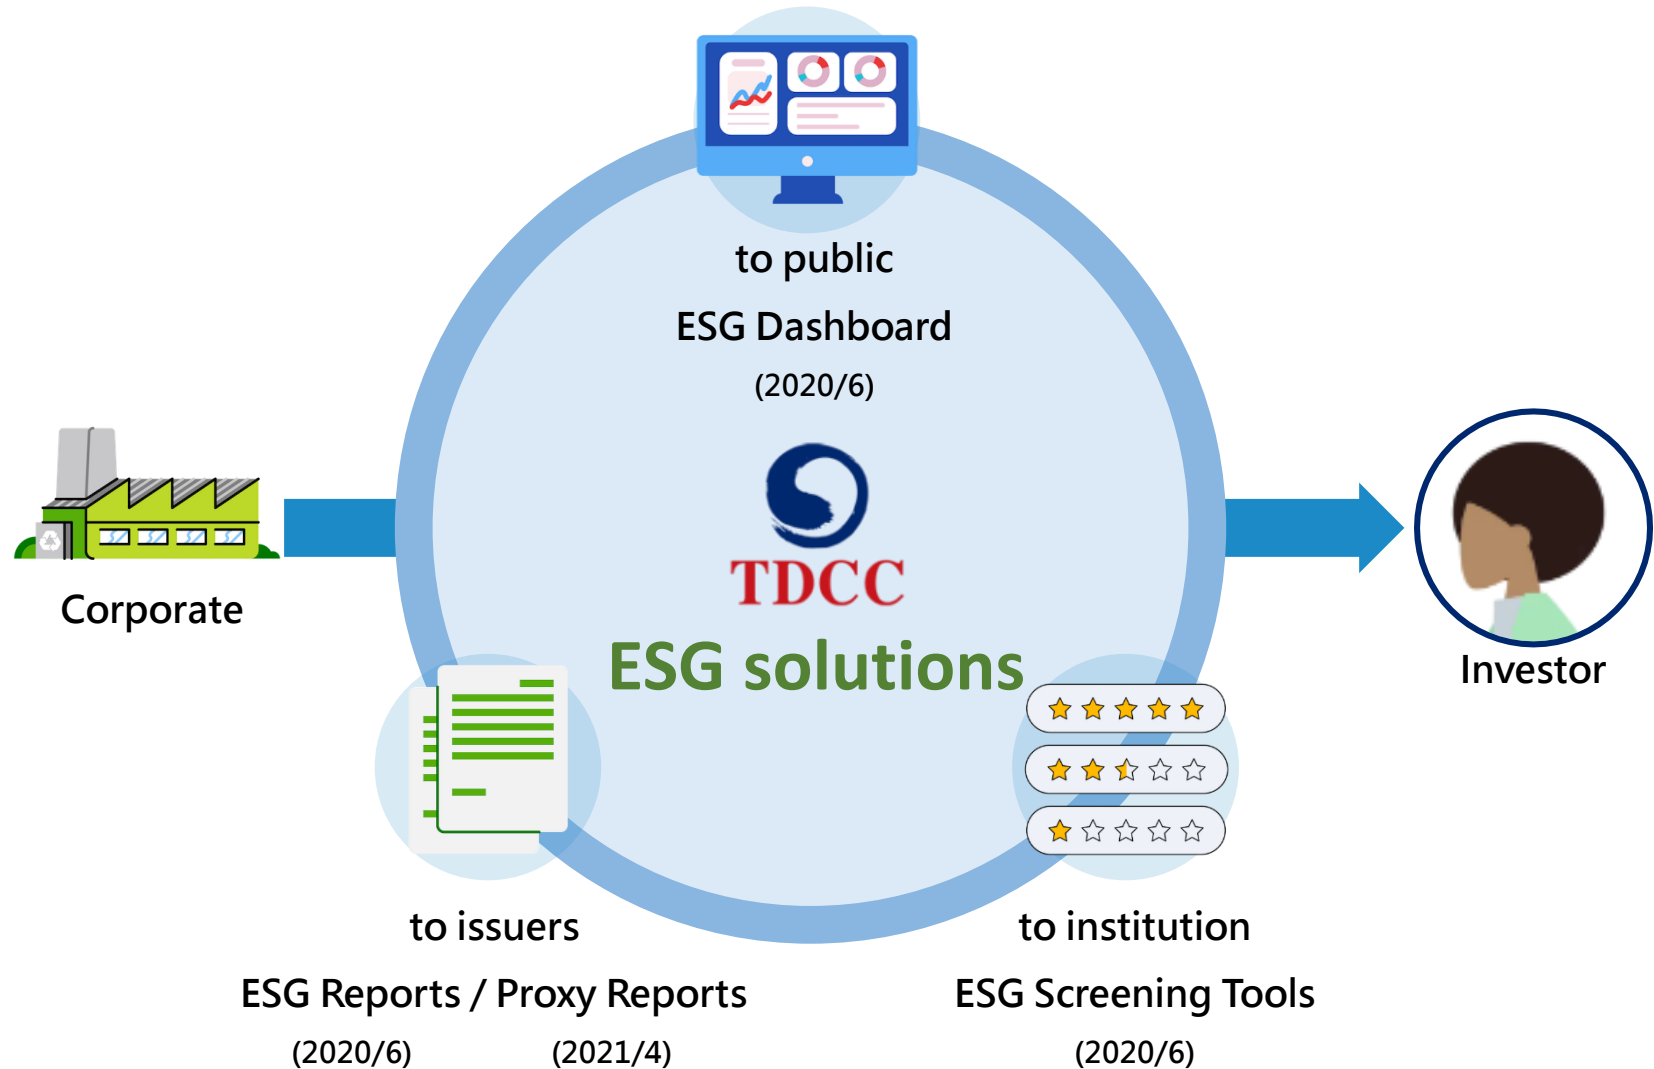 to public
ESG Dashboard
(2020/6)
TDCC
ESG solutions
Corporate
Investor
to issuers
ESG Reports / Proxy Reports
(2020/6) (2021/4)
to institution
ESG Screening Tools
(2020/6)